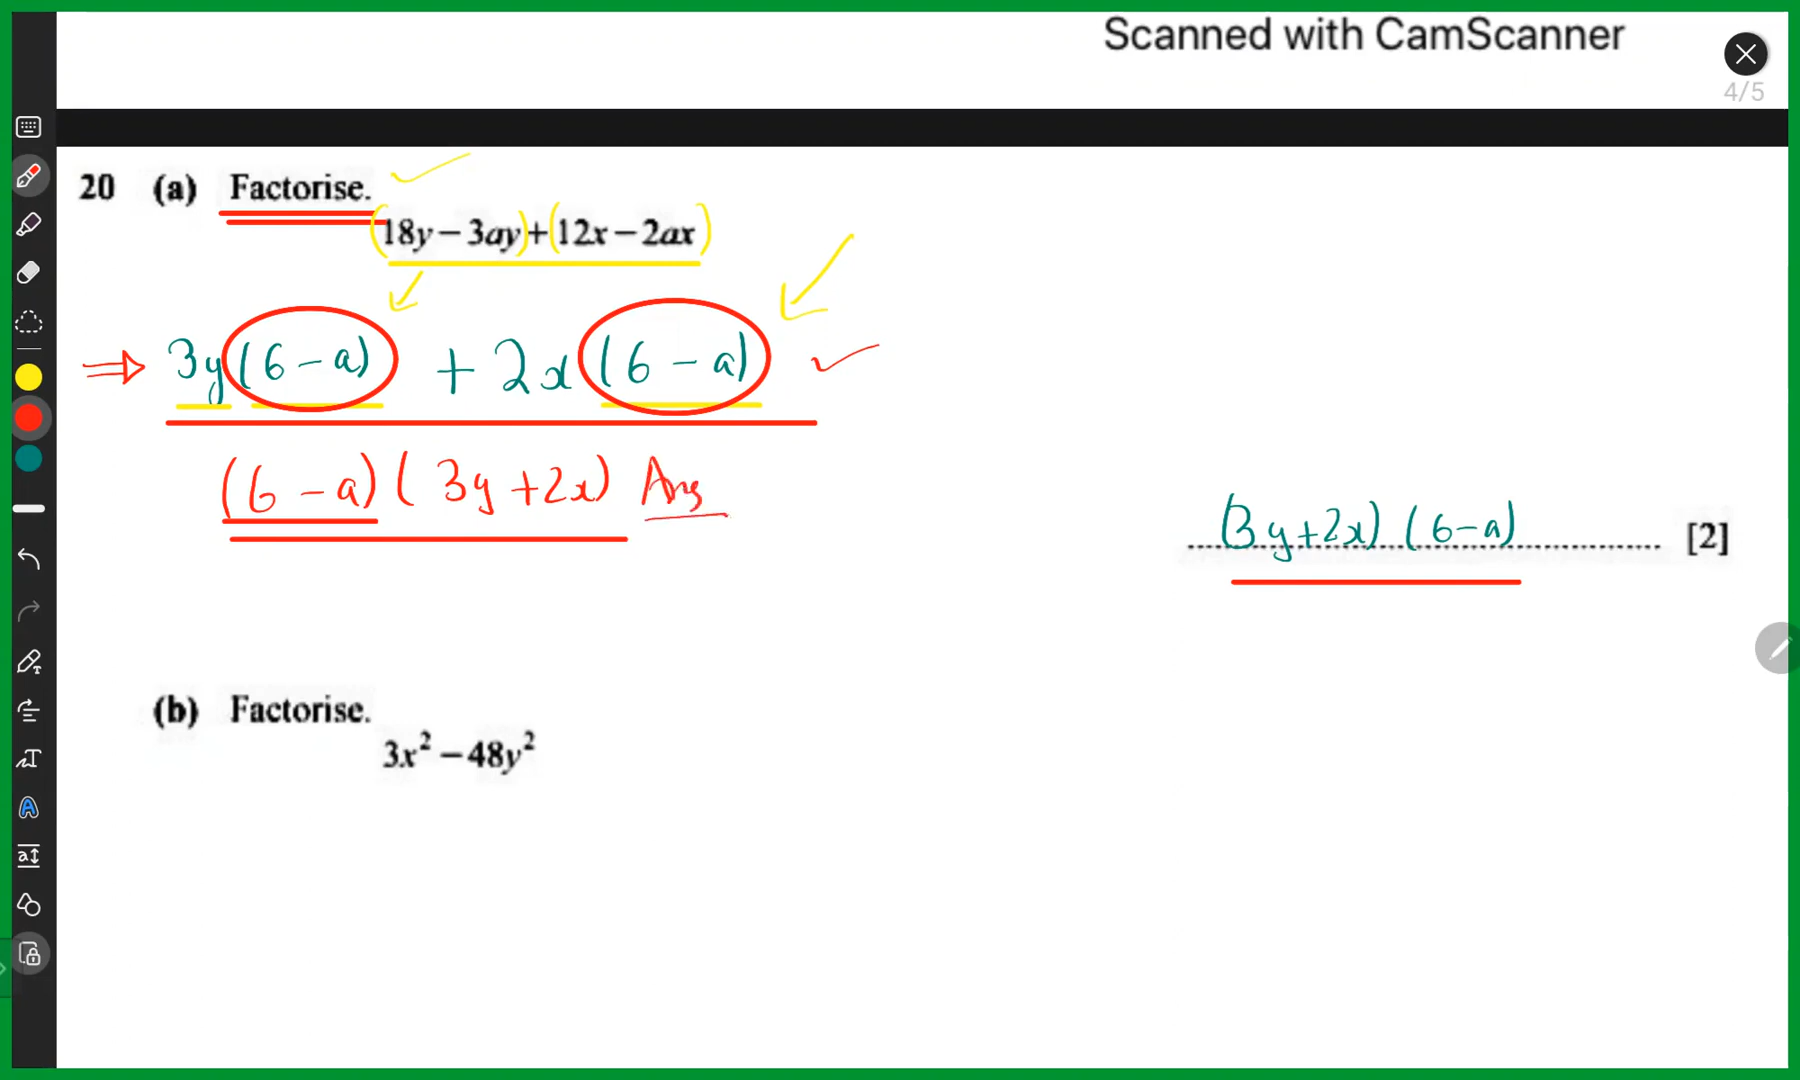 Scanned with CamScanner
4/5
20 (a) Factorise.
(18y – 3ay) + (12x – 2ax)
⇒ 3y(6 – a) + 2x(6 – a)
(6 – a)(3y + 2x) Ans
(3y+2x) (6–a) [2]
(b) Factorise.
3x² – 48y²